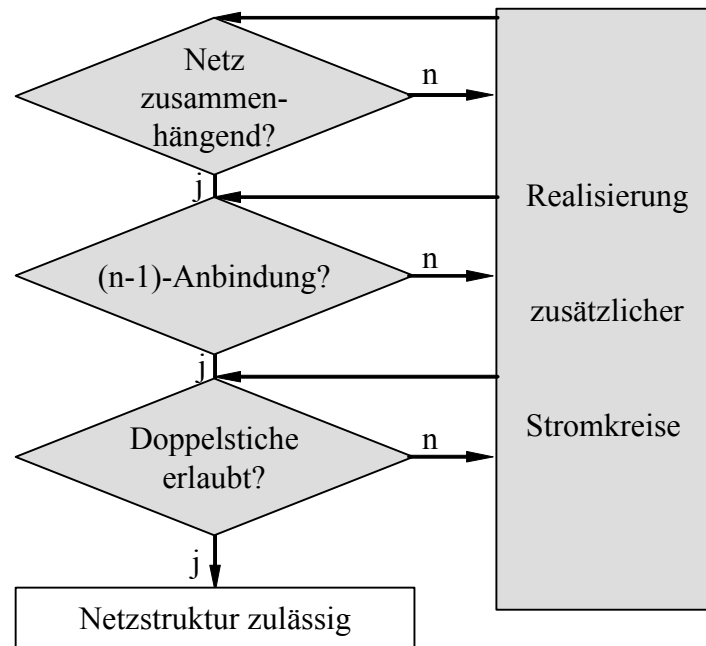 Netz
zusammen-
hängend?
n
j
Realisierung
(n-1)-Anbindung?
n
zusätzlicher
j
Doppelstiche
erlaubt?
n
Stromkreise
j
Netzstruktur zulässig